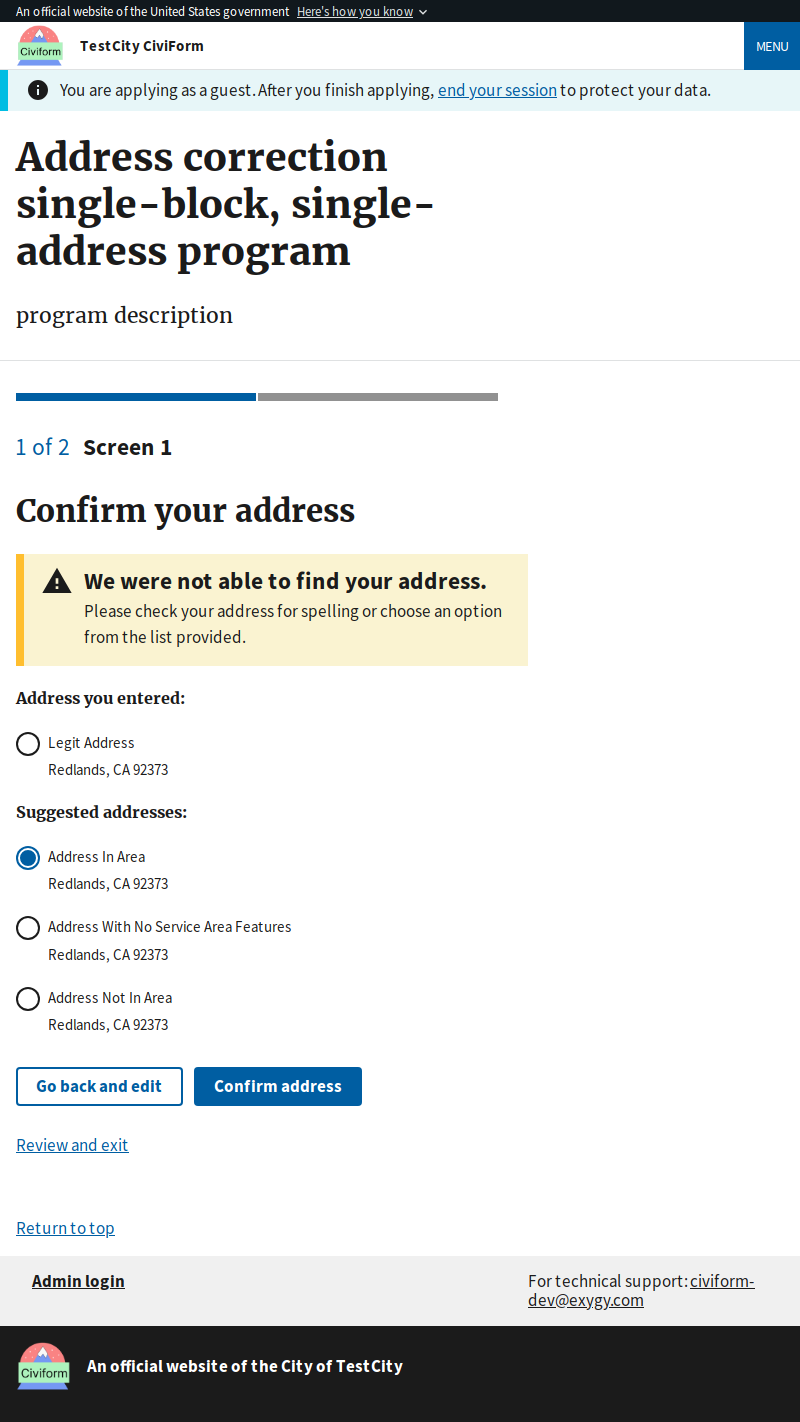 An official website of the United States government Here's how you know
Civiform
TestCity CiviForm
MENU
You are applying as a guest. After you finish applying, end your session to protect your data.
Address correction
single-block, single-
address program
program description
1 of 2 Screen 1
Confirm your address
We were not able to find your address.
Please check your address for spelling or choose an option
from the list provided.
Address you entered:
Legit Address
Redlands, CA 92373
Suggested addresses:
Address In Area
Redlands, CA 92373
Address With No Service Area Features
Redlands, CA 92373
Address Not In Area
Redlands, CA 92373
Go back and edit
Confirm address
Review and exit
Return to top
Admin login
For technical support: civiform-
dev@exygy.com
Civiform
An official website of the City of TestCity